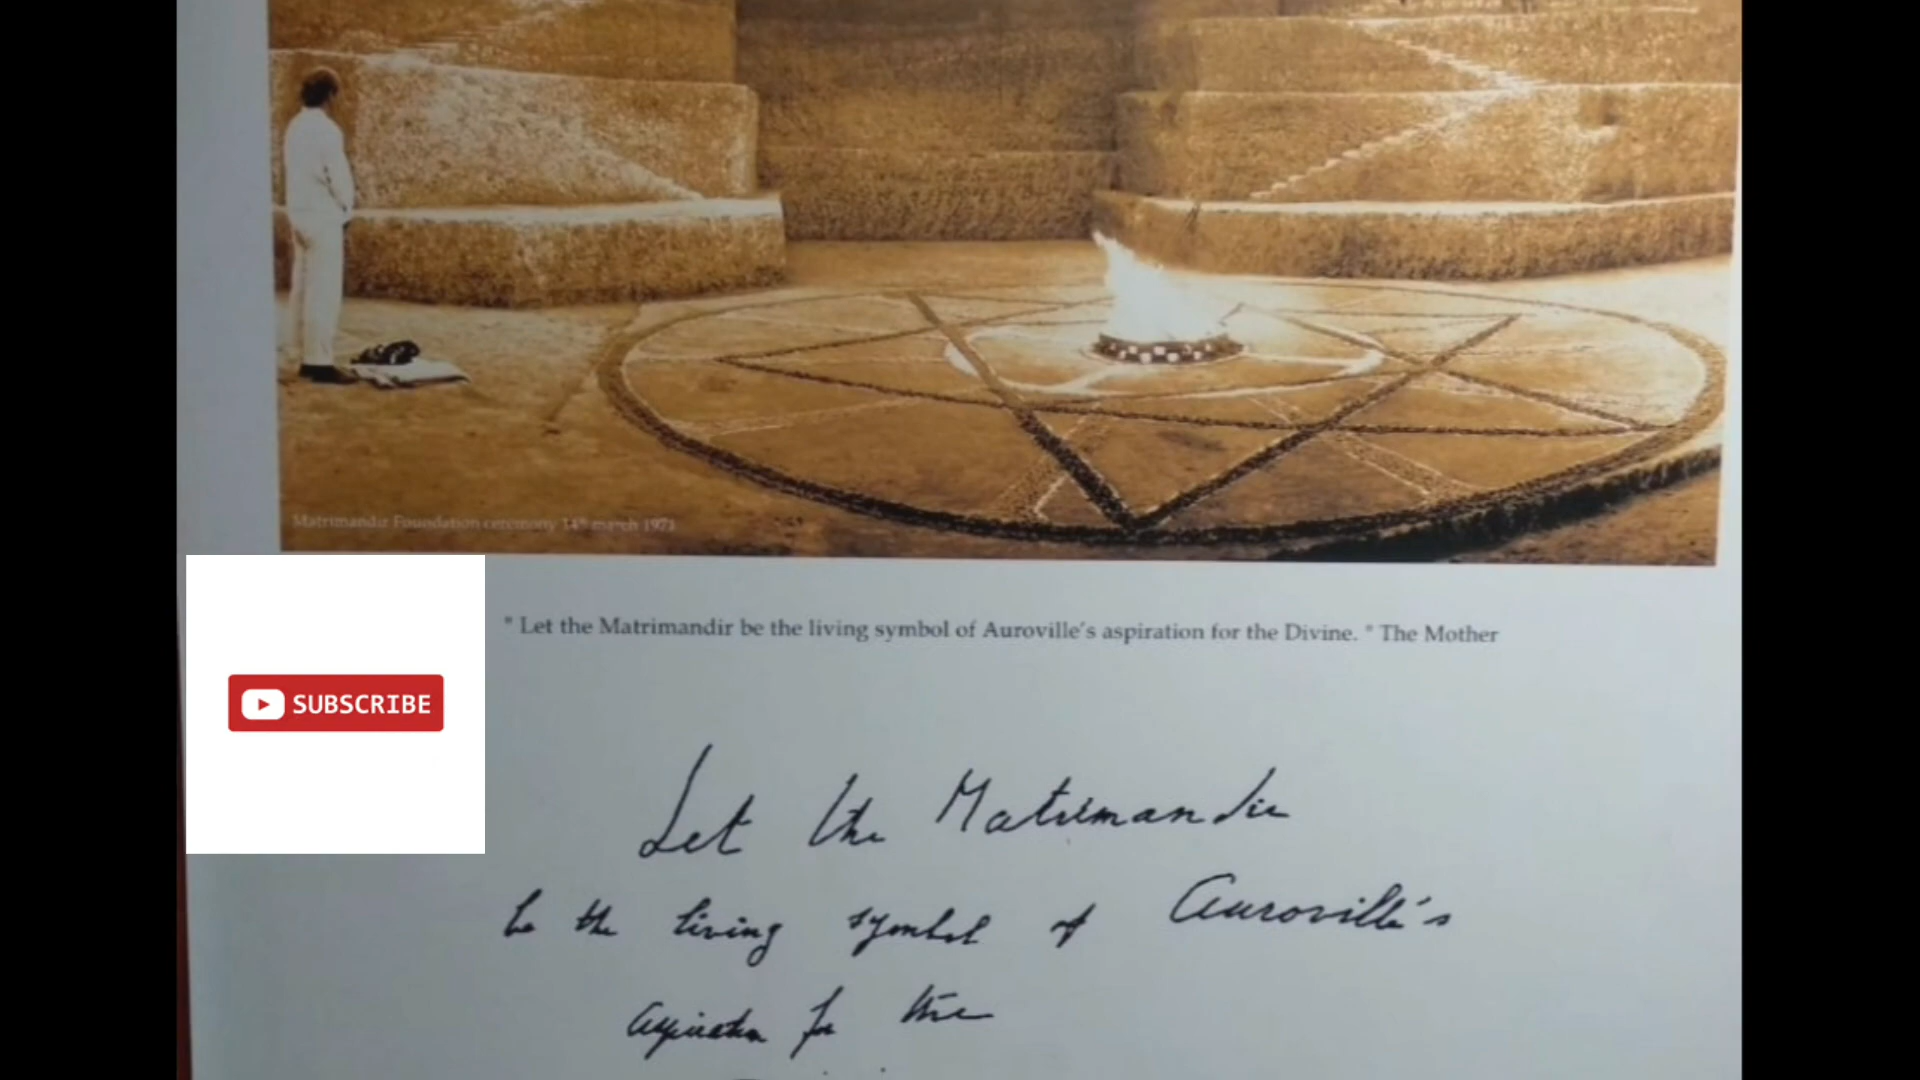 Matrimandir Foundation ceremony 14th march 1971
" Let the Matrimandir be the living symbol of Auroville's aspiration for the Divine. " The Mother
SUBSCRIBE
Let the Matrimandir
be the living symbol of Auroville's
aspiration for the